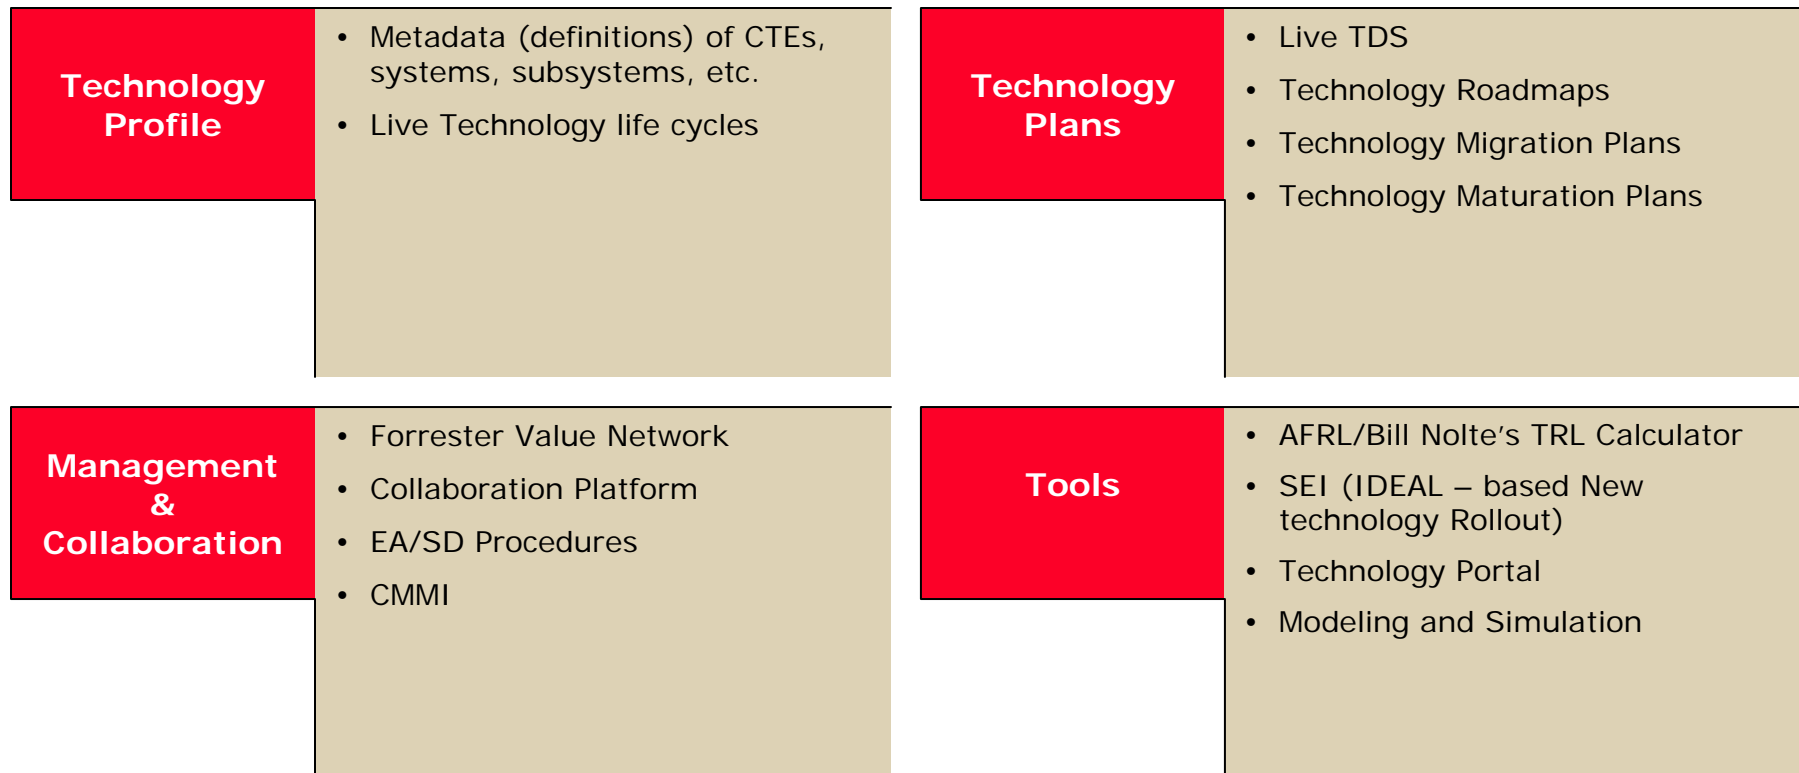 Technology
Profile
• Metadata (definitions) of CTEs,
systems, subsystems, etc.
• Live Technology life cycles
Technology
Plans
• Live TDS
• Technology Roadmaps
• Technology Migration Plans
• Technology Maturation Plans
Management
&
Collaboration
• Forrester Value Network
• Collaboration Platform
• EA/SD Procedures
• CMMI
Tools
• AFRL/Bill Nolte’s TRL Calculator
• SEI (IDEAL – based New
technology Rollout)
• Technology Portal
• Modeling and Simulation